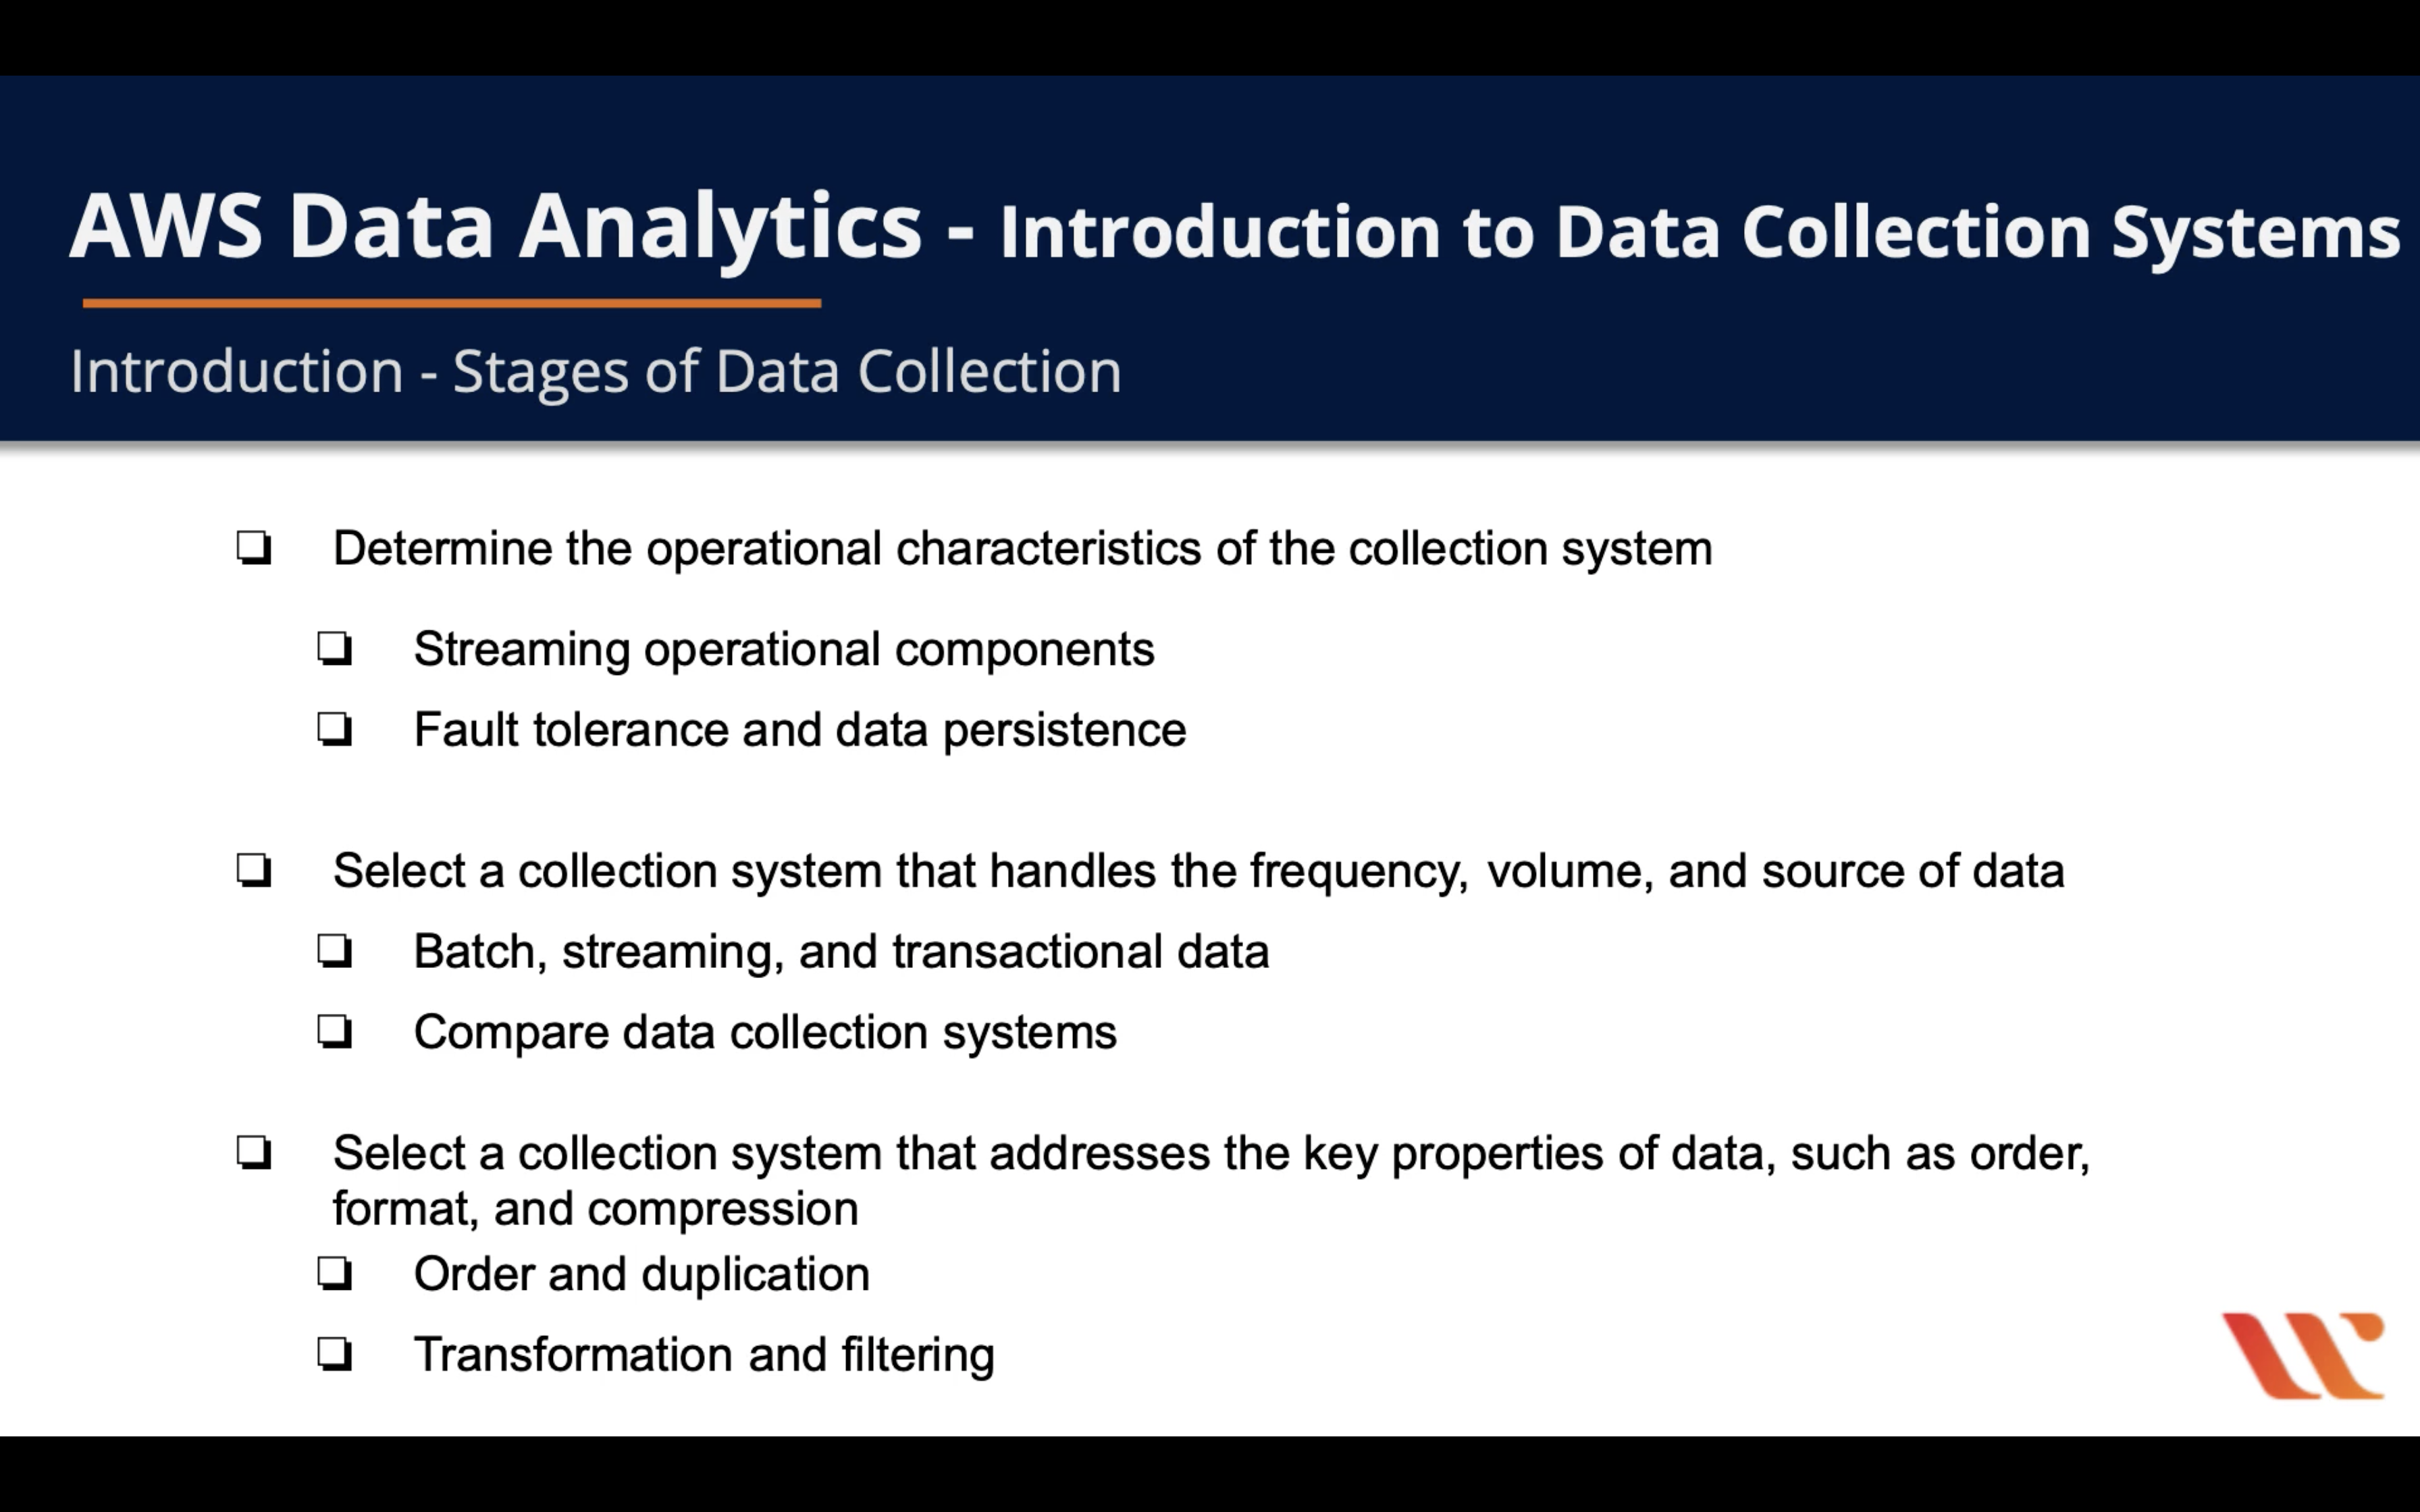 AWS Data Analytics - Introduction to Data Collection Systems
Introduction - Stages of Data Collection
Determine the operational characteristics of the collection system
Streaming operational components
Fault tolerance and data persistence
Select a collection system that handles the frequency, volume, and source of data
Batch, streaming, and transactional data
Compare data collection systems
Select a collection system that addresses the key properties of data, such as order,
format, and compression
Order and duplication
Transformation and filtering